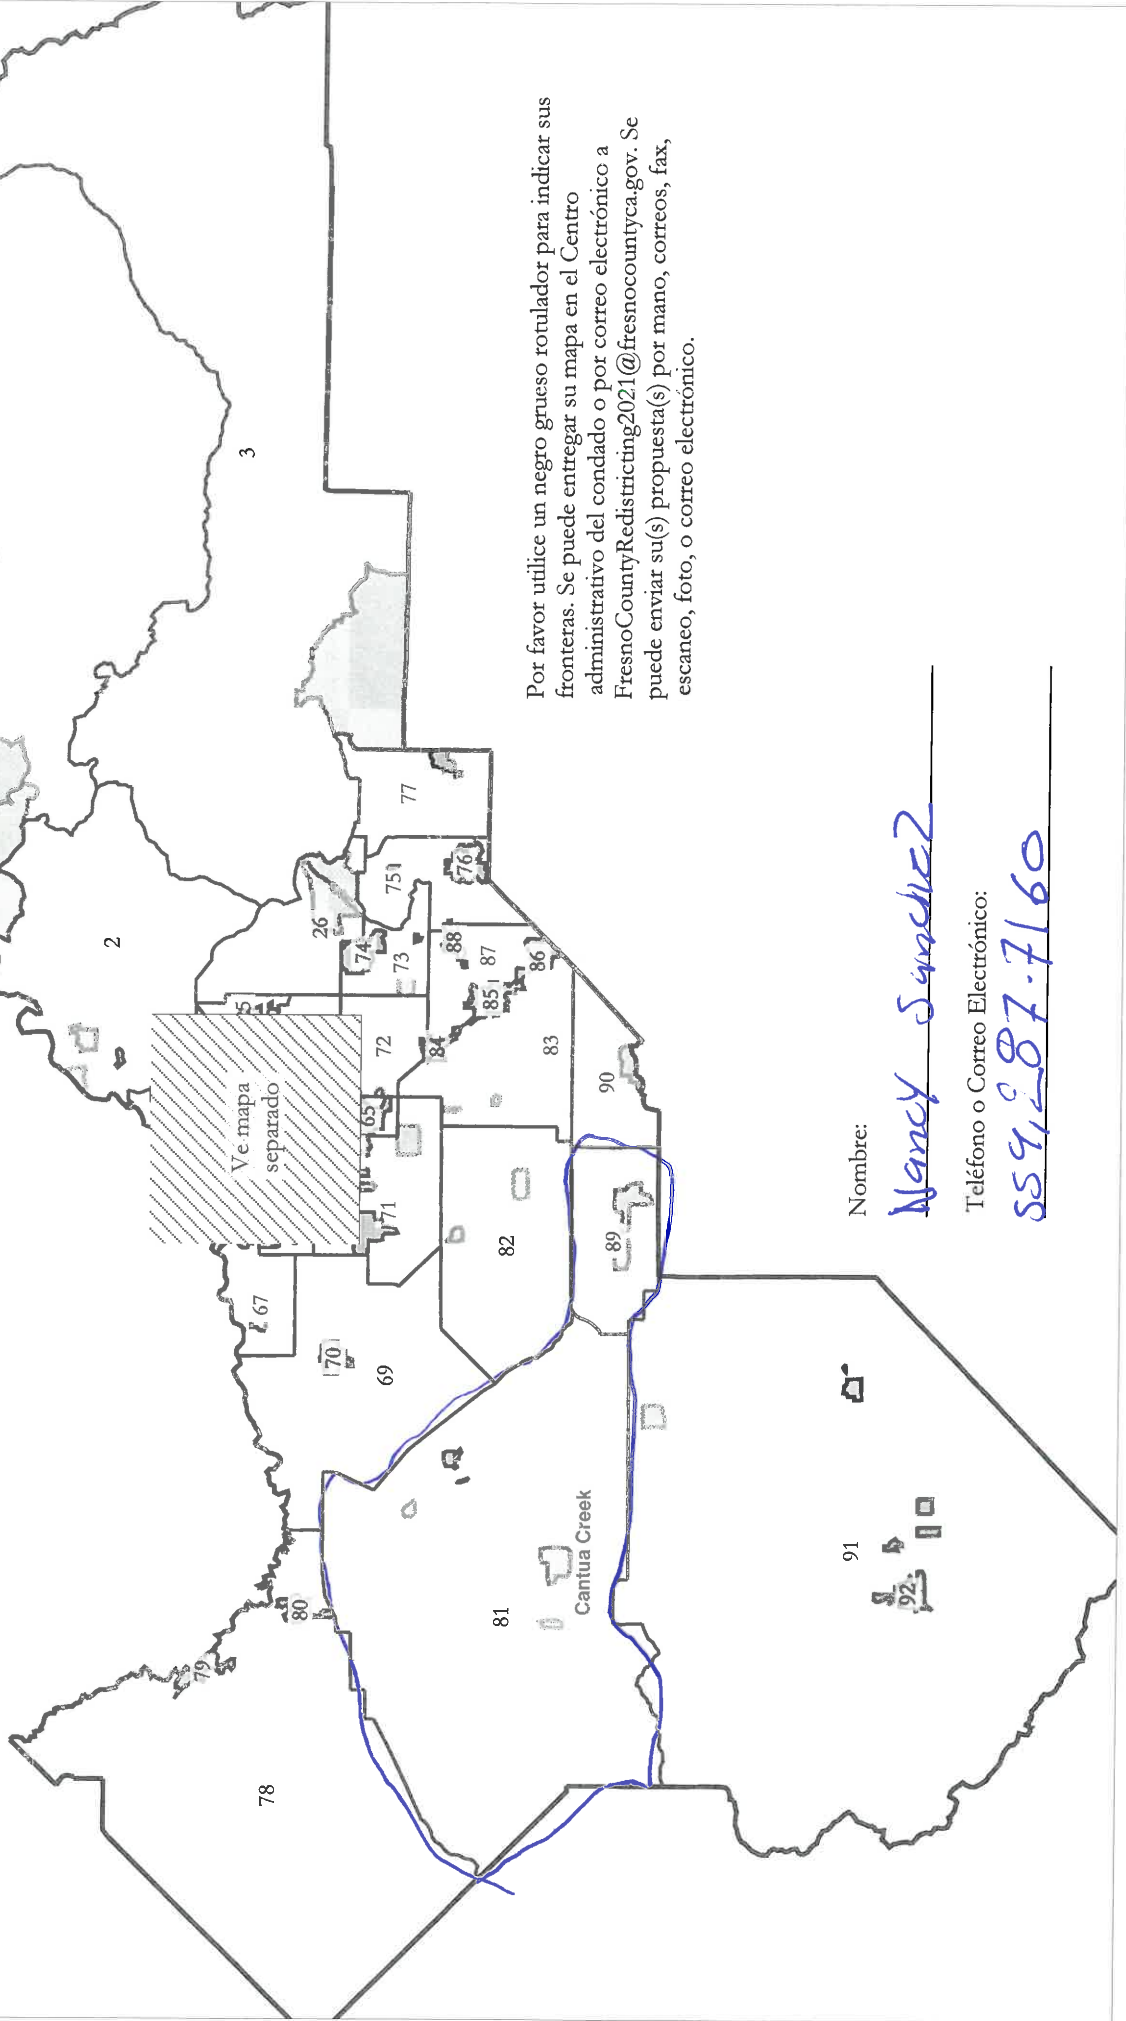 3
2
77
75
76
26
74
73
88
87
86
85
5
72
84
83
65
90
Ve mapa
separado
71
82
89
67
70
69
Cantua Creek
81
80
79
78
91
92
Por favor utilice un negro grueso rotulador para indicar sus
fronteras. Se puede entregar su mapa en el Centro
administrativo del condado o por correo electrónico a
FresnoCountyRedistricting2021@fresnocountyca.gov. Se
puede enviar su(s) propuesta(s) por mano, correos, fax,
escaneo, foto, o correo electrónico.
Nombre:
Nancy Sanchez
Teléfono o Correo Electrónico:
559,287.7160